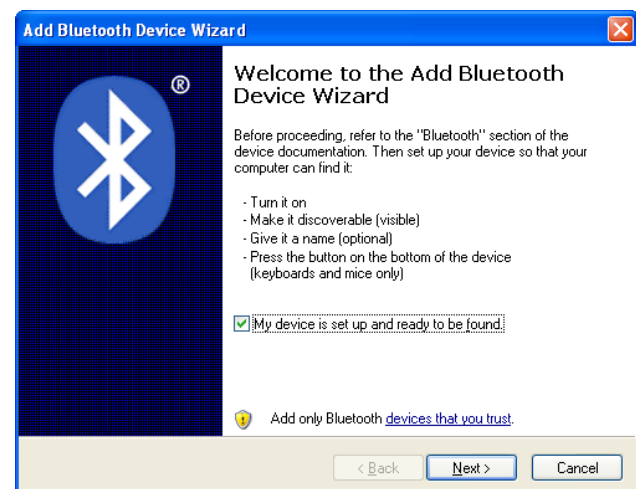 Add Bluetooth Device Wizard
®
Welcome to the Add Bluetooth
Device Wizard
Before proceeding, refer to the "Bluetooth" section of the
device documentation. Then set up your device so that your
computer can find it:
- Turn it on
- Make it discoverable (visible)
- Give it a name (optional)
- Press the button on the bottom of the device
(keyboards and mice only)
My device is set up and ready to be found.
Add only Bluetooth devices that you trust.
< Back Next > Cancel